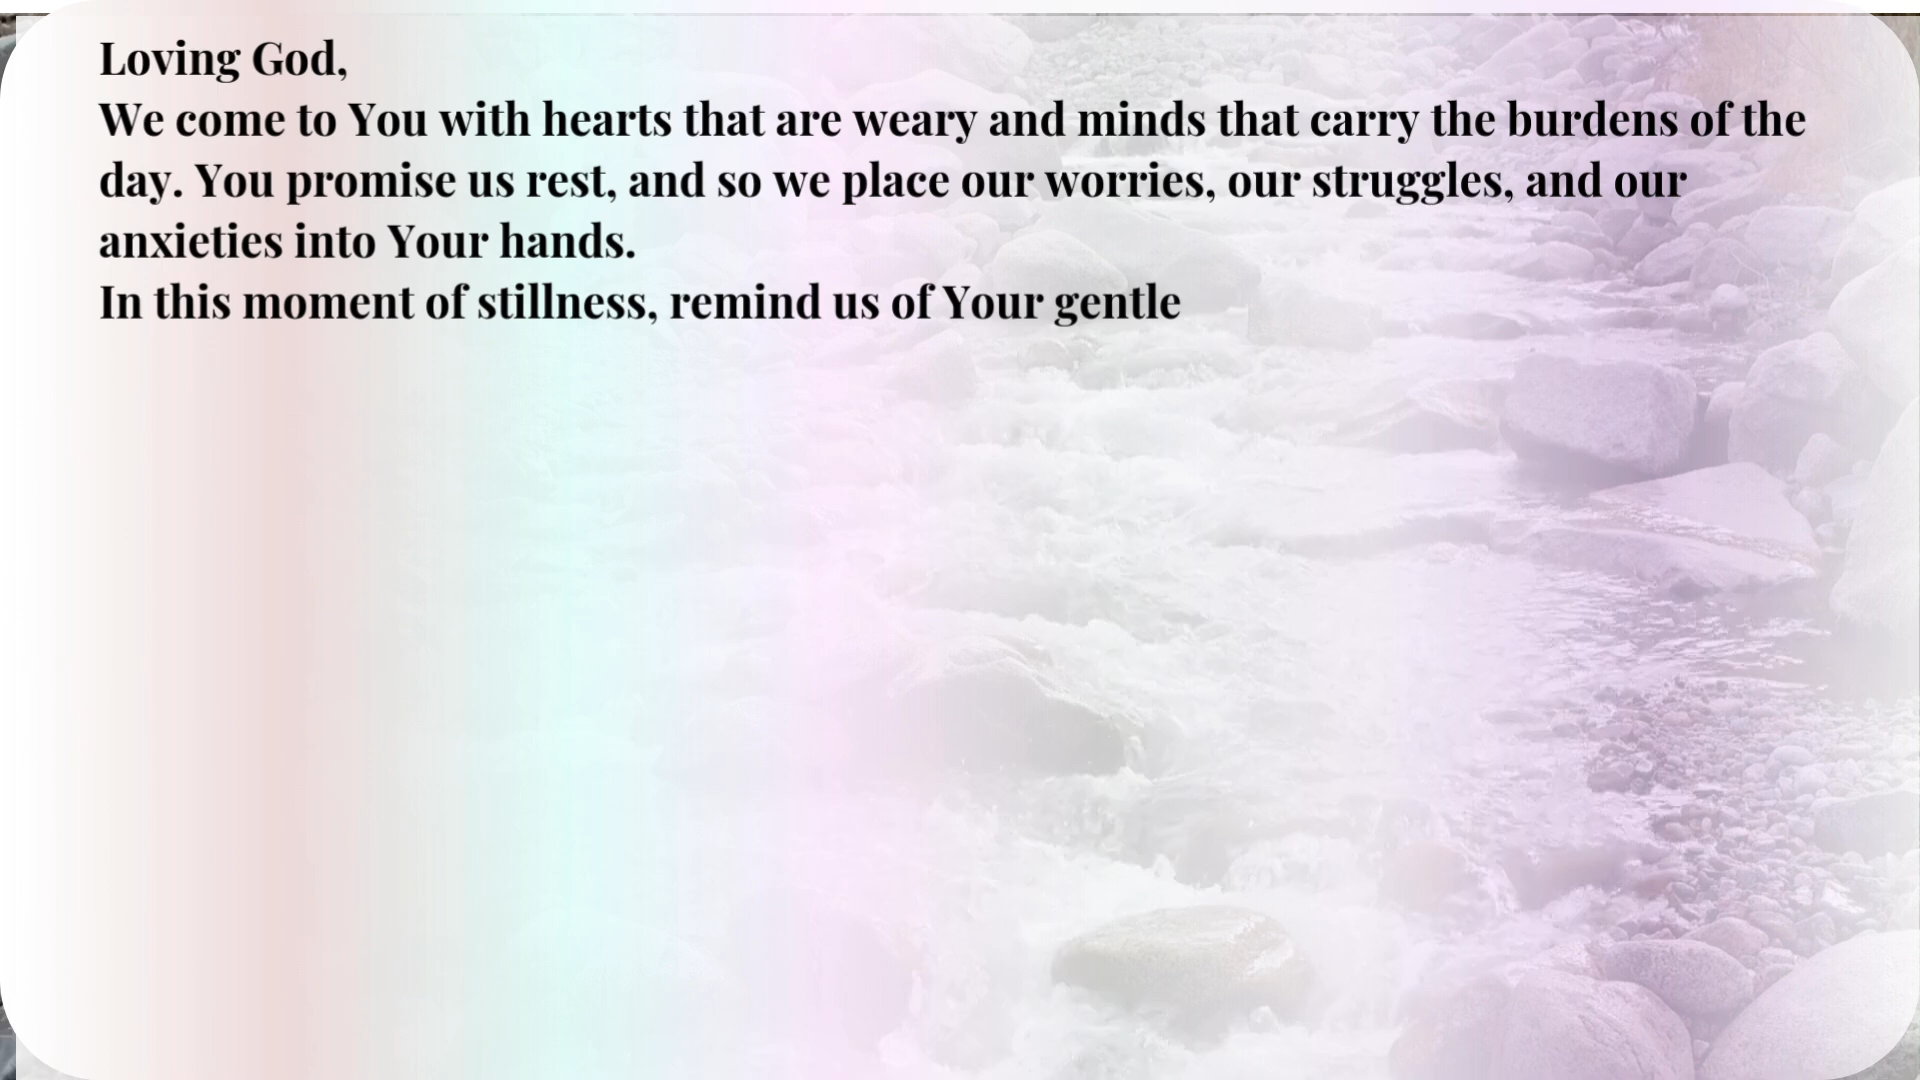 Loving God,
We come to You with hearts that are weary and minds that carry the burdens of the
day. You promise us rest, and so we place our worries, our struggles, and our
anxieties into Your hands.
In this moment of stillness, remind us of Your gentle